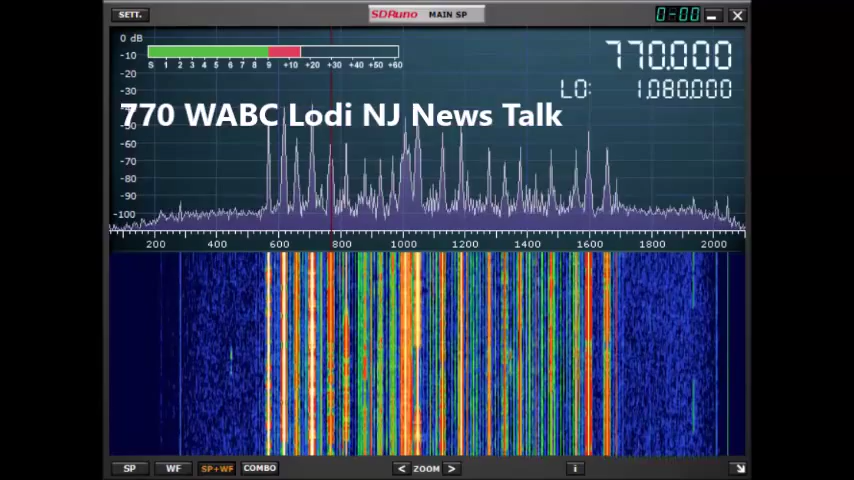 SETT.
SDRuno MAIN SP
0-00
0 dB
-10
-20
-30
-50
-60
-70
-80
-90
-100
S 1 2 3 4 5 6 7 8 9 +10 +20 +30 +40 +50 +60
770.000
LO: 1,080,000
770 WABC Lodi NJ News Talk
200 400 600 800 1000 1200 1400 1600 1800 2000
SP WF SP+WF COMBO < ZOOM > i